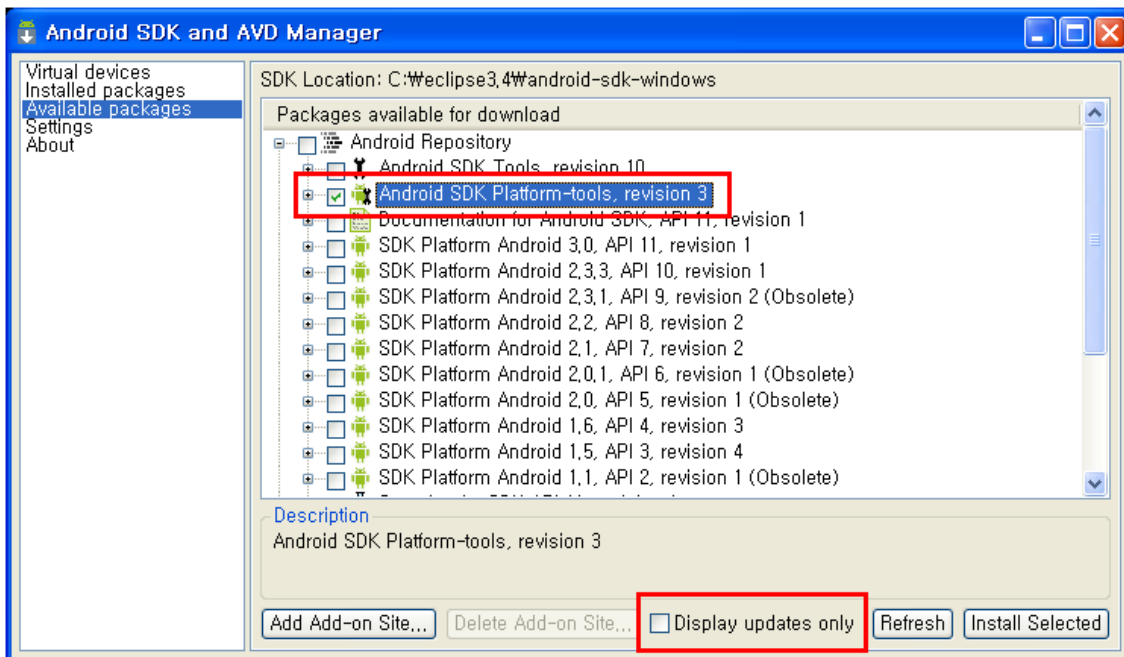 Android SDK and AVD Manager
Virtual devices
Installed packages
Available packages
Settings
About
SDK Location: C:₩eclipse3,4₩android-sdk-windows
Packages available for download
Android Repository
Android SDK Tools, revision 10
Android SDK Platform-tools, revision 3
Documentation for Android SDK, API 11, revision 1
SDK Platform Android 3,0, API 11, revision 1
SDK Platform Android 2,3,3, API 10, revision 1
SDK Platform Android 2,3,1, API 9, revision 2 (Obsolete)
SDK Platform Android 2,2, API 8, revision 2
SDK Platform Android 2,1, API 7, revision 2
SDK Platform Android 2,0,1, API 6, revision 1 (Obsolete)
SDK Platform Android 2,0, API 5, revision 1 (Obsolete)
SDK Platform Android 1,6, API 4, revision 3
SDK Platform Android 1,5, API 3, revision 4
SDK Platform Android 1,1, API 2, revision 1 (Obsolete)
Description
Android SDK Platform-tools, revision 3
Add Add-on Site,,, Delete Add-on Site,,, Display updates only Refresh Install Selected